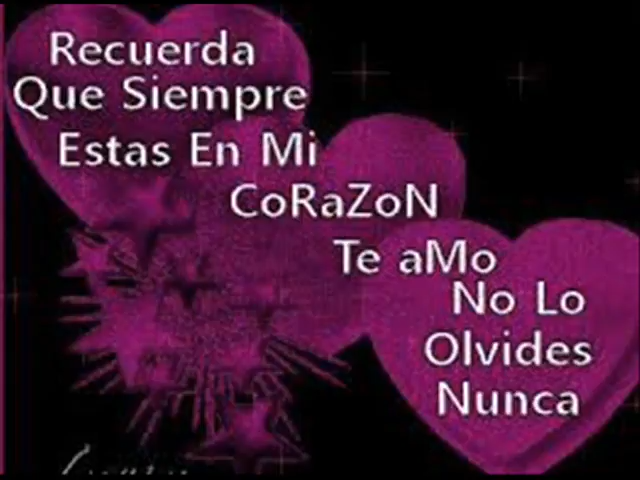 Recuerda
Que Siempre
Estas En Mi
CoRaZoN
Te aMo
No Lo
Olvides
Nunca